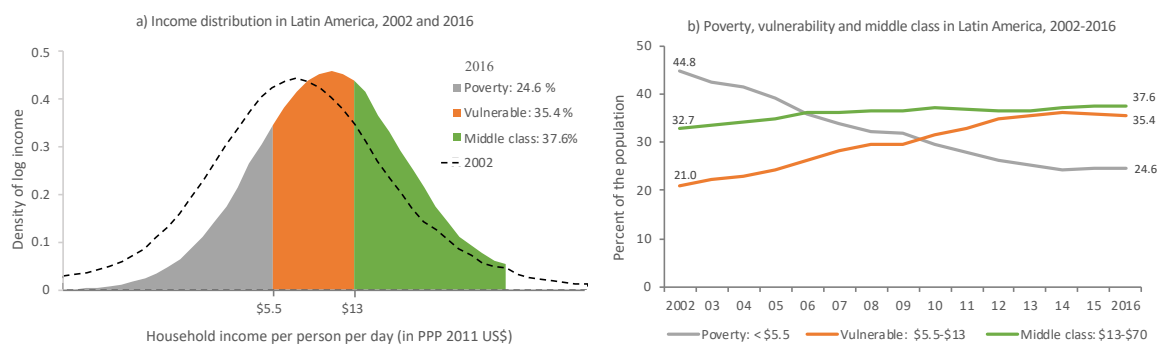 a) Income distribution in Latin America, 2002 and 2016
0.5
0.4
0.3
0.2
0.1
0
Density of log income
2016
Poverty: 24.6 %
Vulnerable: 35.4 %
Middle class: 37.6%
2002
$5.5
$13
Household income per person per day (in PPP 2011 US$)
b) Poverty, vulnerability and middle class in Latin America, 2002-2016
50
40
30
20
10
0
Percent of the population
44.8
32.7
21.0
37.6
35.4
24.6
2002 03 04 05 06 07 08 09 10 11 12 13 14 15 2016
Poverty: < $5.5
Vulnerable: $5.5-$13
Middle class: $13-$70